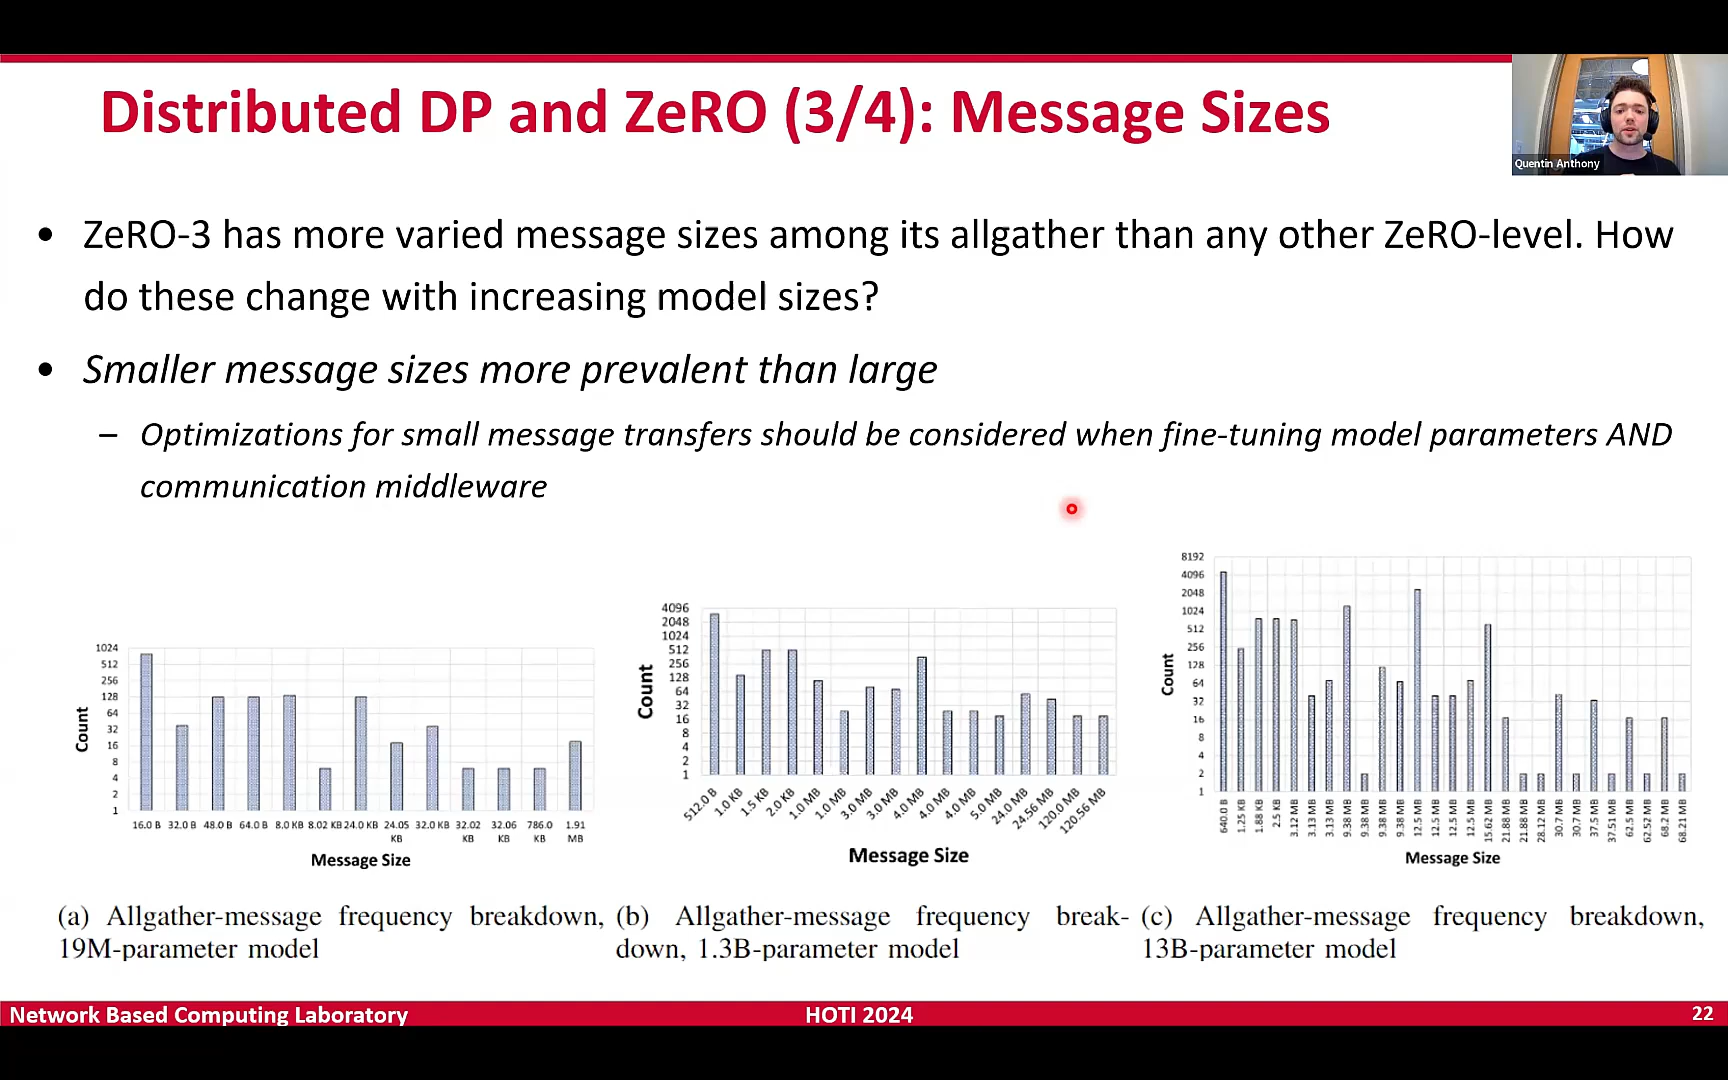 Distributed DP and ZeRO (3/4): Message Sizes
Quentin Anthony
• ZeRO-3 has more varied message sizes among its allgather than any other ZeRO-level. How
do these change with increasing model sizes?
• Smaller message sizes more prevalent than large
– Optimizations for small message transfers should be considered when fine-tuning model parameters AND
communication middleware
1024
512
256
128
64
32
16
8
4
2
1
Count
16.0 B 32.0 B 48.0 B 64.0 B 8.0 KB 8.02 KB 24.0 KB 24.05 KB 32.0 KB 32.02 KB 32.06 KB 786.0 KB 1.91 MB
Message Size
4096
2048
1024
512
256
128
64
32
16
8
4
2
1
Count
512.0 B 1.0 KB 1.5 KB 2.0 KB 1.0 MB 1.0 MB 3.0 MB 3.0 MB 4.0 MB 4.0 MB 4.0 MB 5.0 MB 24.0 MB 24.56 MB 120.0 MB 120.56 MB
Message Size
8192
4096
2048
1024
512
256
128
64
32
16
8
4
2
1
Count
640.0 B 1.25 KB 1.88 KB 2.5 KB 3.12 MB 3.13 MB 3.13 MB 9.38 MB 9.38 MB 9.38 MB 9.38 MB 12.5 MB 12.5 MB 12.5 MB 12.5 MB 15.62 MB 21.88 MB 21.88 MB 28.12 MB 30.7 MB 30.7 MB 37.5 MB 37.51 MB 62.5 MB 62.52 MB 68.2 MB 68.21 MB
Message Size
(a) Allgather-message frequency breakdown,
19M-parameter model
(b) Allgather-message frequency break-
down, 1.3B-parameter model
(c) Allgather-message frequency breakdown,
13B-parameter model
Network Based Computing Laboratory
HOTI 2024
22